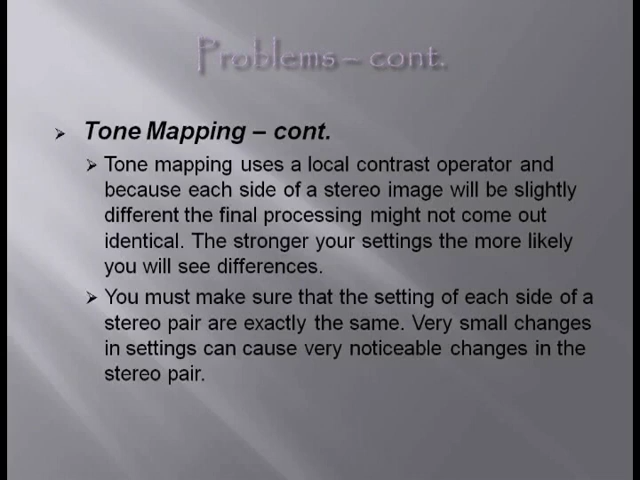 Problems – cont.
➢ Tone Mapping – cont.
➢ Tone mapping uses a local contrast operator and
because each side of a stereo image will be slightly
different the final processing might not come out
identical. The stronger your settings the more likely
you will see differences.
➢ You must make sure that the setting of each side of a
stereo pair are exactly the same. Very small changes
in settings can cause very noticeable changes in the
stereo pair.